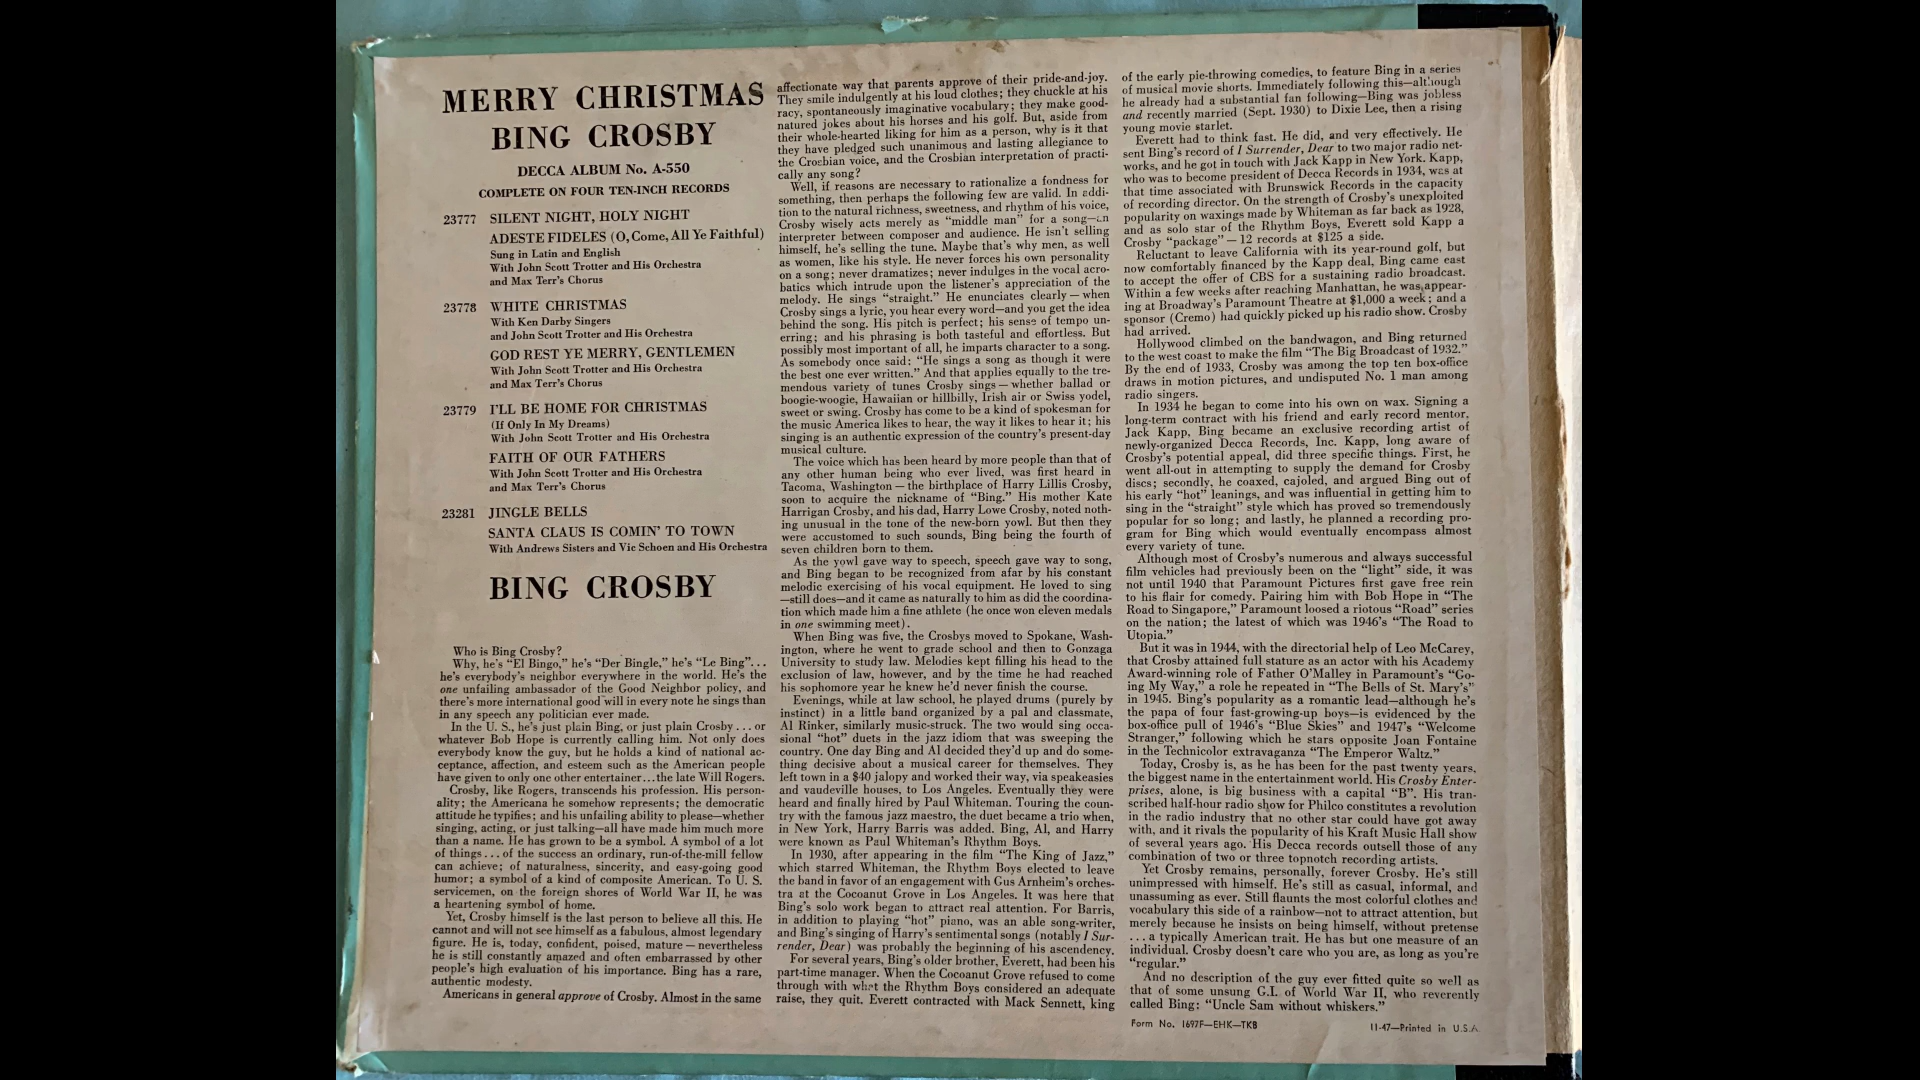 MERRY CHRISTMAS
BING CROSBY
DECCA ALBUM No. A-550
COMPLETE ON FOUR TEN-INCH RECORDS
23777 SILENT NIGHT, HOLY NIGHT
ADESTE FIDELES (O, Come, All Ye Faithful)
Sung in Latin and English
With John Scott Trotter and His Orchestra
and Max Terr's Chorus
23778 WHITE CHRISTMAS
With Ken Darby Singers
and John Scott Trotter and His Orchestra
GOD REST YE MERRY, GENTLEMEN
With John Scott Trotter and His Orchestra
and Max Terr's Chorus
23779 I'LL BE HOME FOR CHRISTMAS
(If Only In My Dreams)
With John Scott Trotter and His Orchestra
FAITH OF OUR FATHERS
With John Scott Trotter and His Orchestra
and Max Terr's Chorus
23281 JINGLE BELLS
SANTA CLAUS IS COMIN' TO TOWN
With Andrews Sisters and Vic Schoen and His Orchestra
BING CROSBY
Who is Bing Crosby?
Why, he's “El Bingo,” he's “Der Bingle,” he's “Le Bing”...
he's everybody's neighbor everywhere in the world. He's the
one unfailing ambassador of the Good Neighbor policy, and
there's more international good will in every note he sings than
in any speech any politician ever made.
In the U. S., he's just plain Bing, or just plain Crosby ... or
whatever Bob Hope is currently calling him. Not only does
everybody know the guy, but he holds a kind of national ac-
ceptance, affection, and esteem such as the American people
have given to only one other entertainer...the late Will Rogers.
Crosby, like Rogers, transcends his profession. His person-
ality; the Americana he somehow represents; the democratic
attitude he typifies; and his unfailing ability to please—whether
singing, acting, or just talking—all have made him much more
than a name. He has grown to be a symbol. A symbol of a lot
of things ... of the success an ordinary, run-of-the-mill fellow
can achieve; of naturalness, sincerity, and easy-going good
humor; a symbol of a kind of composite American. To U. S.
servicemen, on the foreign shores of World War II, he was
a heartening symbol of home.
Yet, Crosby himself is the last person to believe all this. He
cannot and will not see himself as a fabulous, almost legendary
figure. He is, today, confident, poised, mature — nevertheless
he is still constantly amazed and often embarrassed by other
people's high evaluation of his importance. Bing has a rare,
authentic modesty.
Americans in general approve of Crosby. Almost in the same
affectionate way that parents approve of their pride-and-joy.
They smile indulgently at his loud clothes; they chuckle at his
racy, spontaneously imaginative vocabulary; they make good-
natured jokes about his horses and his golf. But, aside from
their whole-hearted liking for him as a person, why is it that
they have pledged such unanimous and lasting allegiance to
the Crosbian voice, and the Crosbian interpretation of practi-
cally any song?
Well, if reasons are necessary to rationalize a fondness for
something, then perhaps the following few are valid. In addi-
tion to the natural richness, sweetness, and rhythm of his voice,
Crosby wisely acts merely as “middle man” for a song—an
interpreter between composer and audience. He isn't selling
himself, he's selling the tune. Maybe that's why men, as well
as women, like his style. He never forces his own personality
on a song; never dramatizes; never indulges in the vocal acro-
batics which intrude upon the listener's appreciation of the
melody. He sings “straight.” He enunciates clearly — when
Crosby sings a lyric, you hear every word—and you get the idea
behind the song. His pitch is perfect; his sense of tempo un-
erring; and his phrasing is both tasteful and effortless. But
possibly most important of all, he imparts character to a song.
As somebody once said: “He sings a song as though it were
the best one ever written.” And that applies equally to the tre-
mendous variety of tunes Crosby sings — whether ballad or
boogie-woogie, Hawaiian or hillbilly, Irish air or Swiss yodel,
sweet or swing. Crosby has come to be a kind of spokesman for
the music America likes to hear, the way it likes to hear it; his
singing is an authentic expression of the country's present-day
musical culture.
The voice which has been heard by more people than that of
any other human being who ever lived, was first heard in
Tacoma, Washington — the birthplace of Harry Lillis Crosby,
soon to acquire the nickname of “Bing.” His mother Kate
Harrigan Crosby, and his dad, Harry Lowe Crosby, noted noth-
ing unusual in the tone of the new-born yowl. But then they
were accustomed to such sounds, Bing being the fourth of
seven children born to them.
As the yowl gave way to speech, speech gave way to song,
and Bing began to be recognized from afar by his constant
melodic exercising of his vocal equipment. He loved to sing
—still does—and it came as naturally to him as did the coordina-
tion which made him a fine athlete (he once won eleven medals
in one swimming meet).
When Bing was five, the Crosbys moved to Spokane, Wash-
ington, where he went to grade school and then to Gonzaga
University to study law. Melodies kept filling his head to the
exclusion of law, however, and by the time he had reached
his sophomore year he knew he'd never finish the course.
Evenings, while at law school, he played drums (purely by
instinct) in a little band organized by a pal and classmate,
Al Rinker, similarly music-struck. The two would sing occa-
sional “hot” duets in the jazz idiom that was sweeping the
country. One day Bing and Al decided they'd up and do some-
thing decisive about a musical career for themselves. They
left town in a $40 jalopy and worked their way, via speakeasies
and vaudeville houses, to Los Angeles. Eventually they were
heard and finally hired by Paul Whiteman. Touring the coun-
try with the famous jazz maestro, the duet became a trio when,
in New York, Harry Barris was added. Bing, Al, and Harry
were known as Paul Whiteman's Rhythm Boys.
In 1930, after appearing in the film “The King of Jazz,”
which starred Whiteman, the Rhythm Boys elected to leave
the band in favor of an engagement with Gus Arnheim's orches-
tra at the Cocoanut Grove in Los Angeles. It was here that
Bing's solo work began to attract real attention. For Barris,
in addition to playing “hot” piano, was an able song-writer,
and Bing's singing of Harry's sentimental songs (notably I Sur-
render, Dear) was probably the beginning of his ascendency.
For several years, Bing's older brother, Everett, had been his
part-time manager. When the Cocoanut Grove refused to come
through with what the Rhythm Boys considered an adequate
raise, they quit. Everett contracted with Mack Sennett, king
of the early pie-throwing comedies, to feature Bing in a series
of musical movie shorts. Immediately following this—although
he already had a substantial fan following—Bing was jobless
and recently married (Sept. 1930) to Dixie Lee, then a rising
young movie starlet.
Everett had to think fast. He did, and very effectively. He
sent Bing's record of I Surrender, Dear to two major radio net-
works, and he got in touch with Jack Kapp in New York. Kapp,
who was to become president of Decca Records in 1934, was at
that time associated with Brunswick Records in the capacity
of recording director. On the strength of Crosby's unexploited
popularity on waxings made by Whiteman as far back as 1928,
and as solo star of the Rhythm Boys, Everett sold Kapp a
Crosby “package” — 12 records at $125 a side.
Reluctant to leave California with its year-round golf, but
now comfortably financed by the Kapp deal, Bing came east
to accept the offer of CBS for a sustaining radio broadcast.
Within a few weeks after reaching Manhattan, he was appear-
ing at Broadway's Paramount Theatre at $1,000 a week; and a
sponsor (Cremo) had quickly picked up his radio show. Crosby
had arrived.
Hollywood climbed on the bandwagon, and Bing returned
to the west coast to make the film “The Big Broadcast of 1932.”
By the end of 1933, Crosby was among the top ten box-office
draws in motion pictures, and undisputed No. 1 man among
radio singers.
In 1934 he began to come into his own on wax. Signing a
long-term contract with his friend and early record mentor,
Jack Kapp, Bing became an exclusive recording artist of
newly-organized Decca Records, Inc. Kapp, long aware of
Crosby's potential appeal, did three specific things. First, he
went all-out in attempting to supply the demand for Crosby
discs; secondly, he coaxed, cajoled, and argued Bing out of
his early “hot” leanings, and was influential in getting him to
sing in the “straight” style which has proved so tremendously
popular for so long; and lastly, he planned a recording pro-
gram for Bing which would eventually encompass almost
every variety of tune.
Although most of Crosby's numerous and always successful
film vehicles had previously been on the “light” side, it was
not until 1940 that Paramount Pictures first gave free rein
to his flair for comedy. Pairing him with Bob Hope in “The
Road to Singapore,” Paramount loosed a riotous “Road” series
on the nation; the latest of which was 1946's “The Road to
Utopia.”
But it was in 1944, with the directorial help of Leo McCarey,
that Crosby attained full stature as an actor with his Academy
Award-winning role of Father O'Malley in Paramount's “Go-
ing My Way,” a role he repeated in “The Bells of St. Mary's”
in 1945. Bing's popularity as a romantic lead—although he's
the papa of four fast-growing-up boys—is evidenced by the
box-office pull of 1946's “Blue Skies” and 1947's “Welcome
Stranger,” following which he stars opposite Joan Fontaine
in the Technicolor extravaganza “The Emperor Waltz.”
Today, Crosby is, as he has been for the past twenty years,
the biggest name in the entertainment world. His Crosby Enter-
prises, alone, is big business with a capital “B”. His tran-
scribed half-hour radio show for Philco constitutes a revolution
in the radio industry that no other star could have got away
with, and it rivals the popularity of his Kraft Music Hall show
of several years ago. His Decca records outsell those of any
combination of two or three topnotch recording artists.
Yet Crosby remains, personally, forever Crosby. He's still
unimpressed with himself. He's still as casual, informal, and
unassuming as ever. Still flaunts the most colorful clothes and
vocabulary this side of a rainbow—not to attract attention, but
merely because he insists on being himself, without pretense
... a typically American trait. He has but one measure of an
individual. Crosby doesn't care who you are, as long as you're
“regular.”
And no description of the guy ever fitted quite so well as
that of some unsung G.I. of World War II, who reverently
called Bing: “Uncle Sam without whiskers.”
Form No. 1697F—EHK—TKB
11-47—Printed in U.S.A.